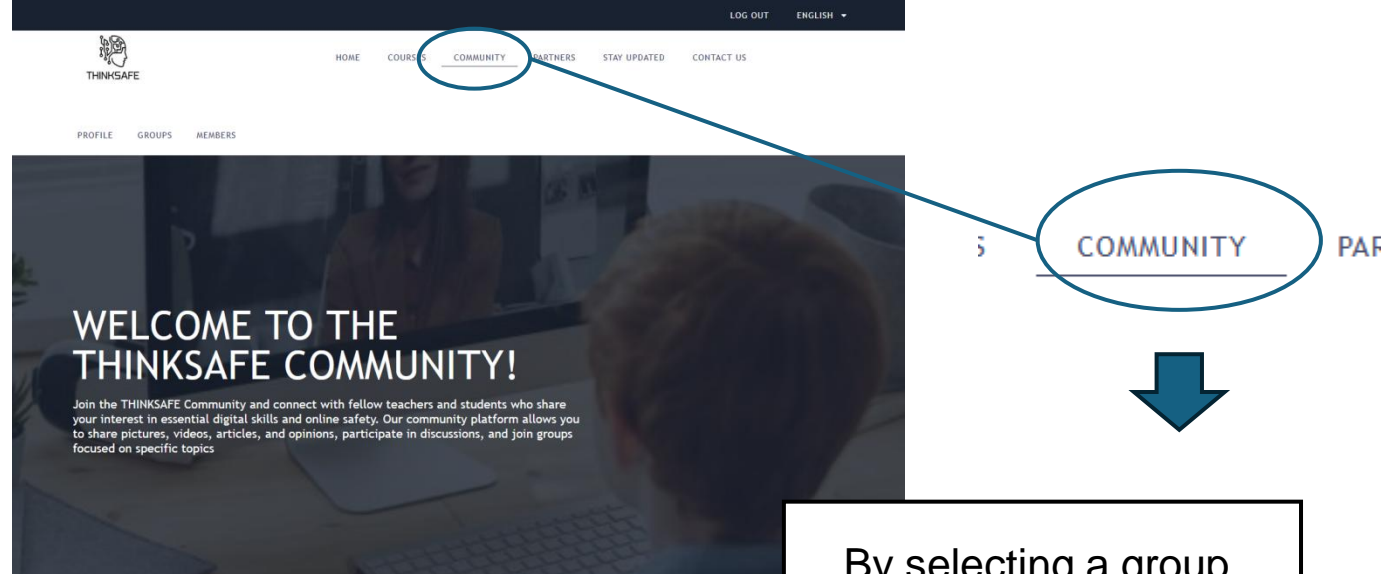 LOG OUT ENGLISH
THINKSAFE
HOME COURSES COMMUNITY PARTNERS STAY UPDATED CONTACT US
PROFILE GROUPS MEMBERS
WELCOME TO THE
THINKSAFE COMMUNITY!
Join the THINKSAFE Community and connect with fellow teachers and students who share
your interest in essential digital skills and online safety. Our community platform allows you
to share pictures, videos, articles, and opinions, participate in discussions, and join groups
focused on specific topics
S COMMUNITY PAR
By selecting a group